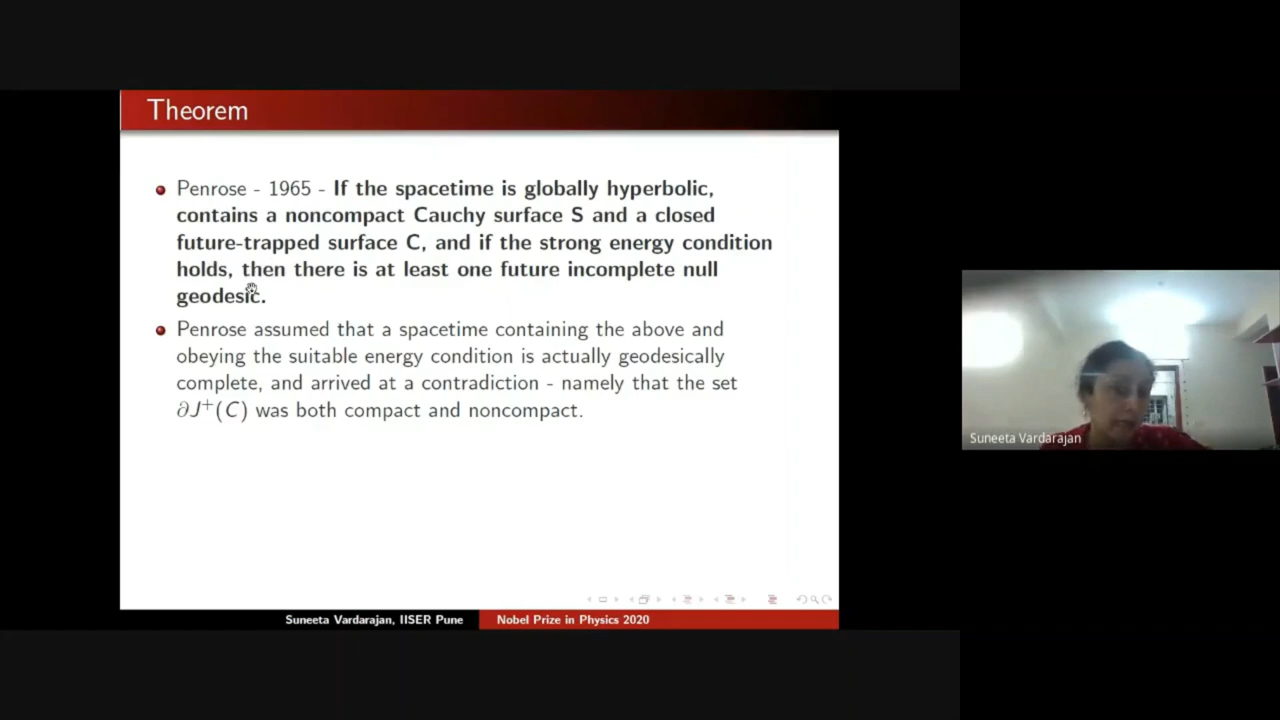 Theorem
Penrose - 1965 - If the spacetime is globally hyperbolic,
contains a noncompact Cauchy surface S and a closed
future-trapped surface C, and if the strong energy condition
holds, then there is at least one future incomplete null
geodesic.
Penrose assumed that a spacetime containing the above and
obeying the suitable energy condition is actually geodesically
complete, and arrived at a contradiction - namely that the set
∂J⁺(C) was both compact and noncompact.
Suneeta Vardarajan
Suneeta Vardarajan, IISER Pune
Nobel Prize in Physics 2020